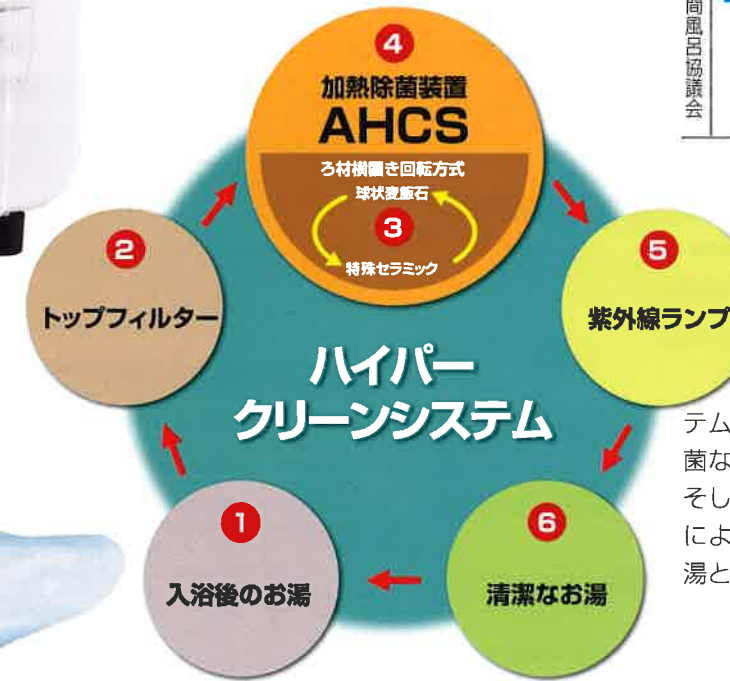 4
加熱除菌装置
AHCS
ろ材横置き回転方式
球状麦飯石
3
特殊セラミック
2
トップフィルター
5
紫外線ランプ
ハイパー
クリーンシステム
1
入浴後のお湯
6
清潔なお湯
間風呂協議会
テム
菌な
そし
によ
湯と